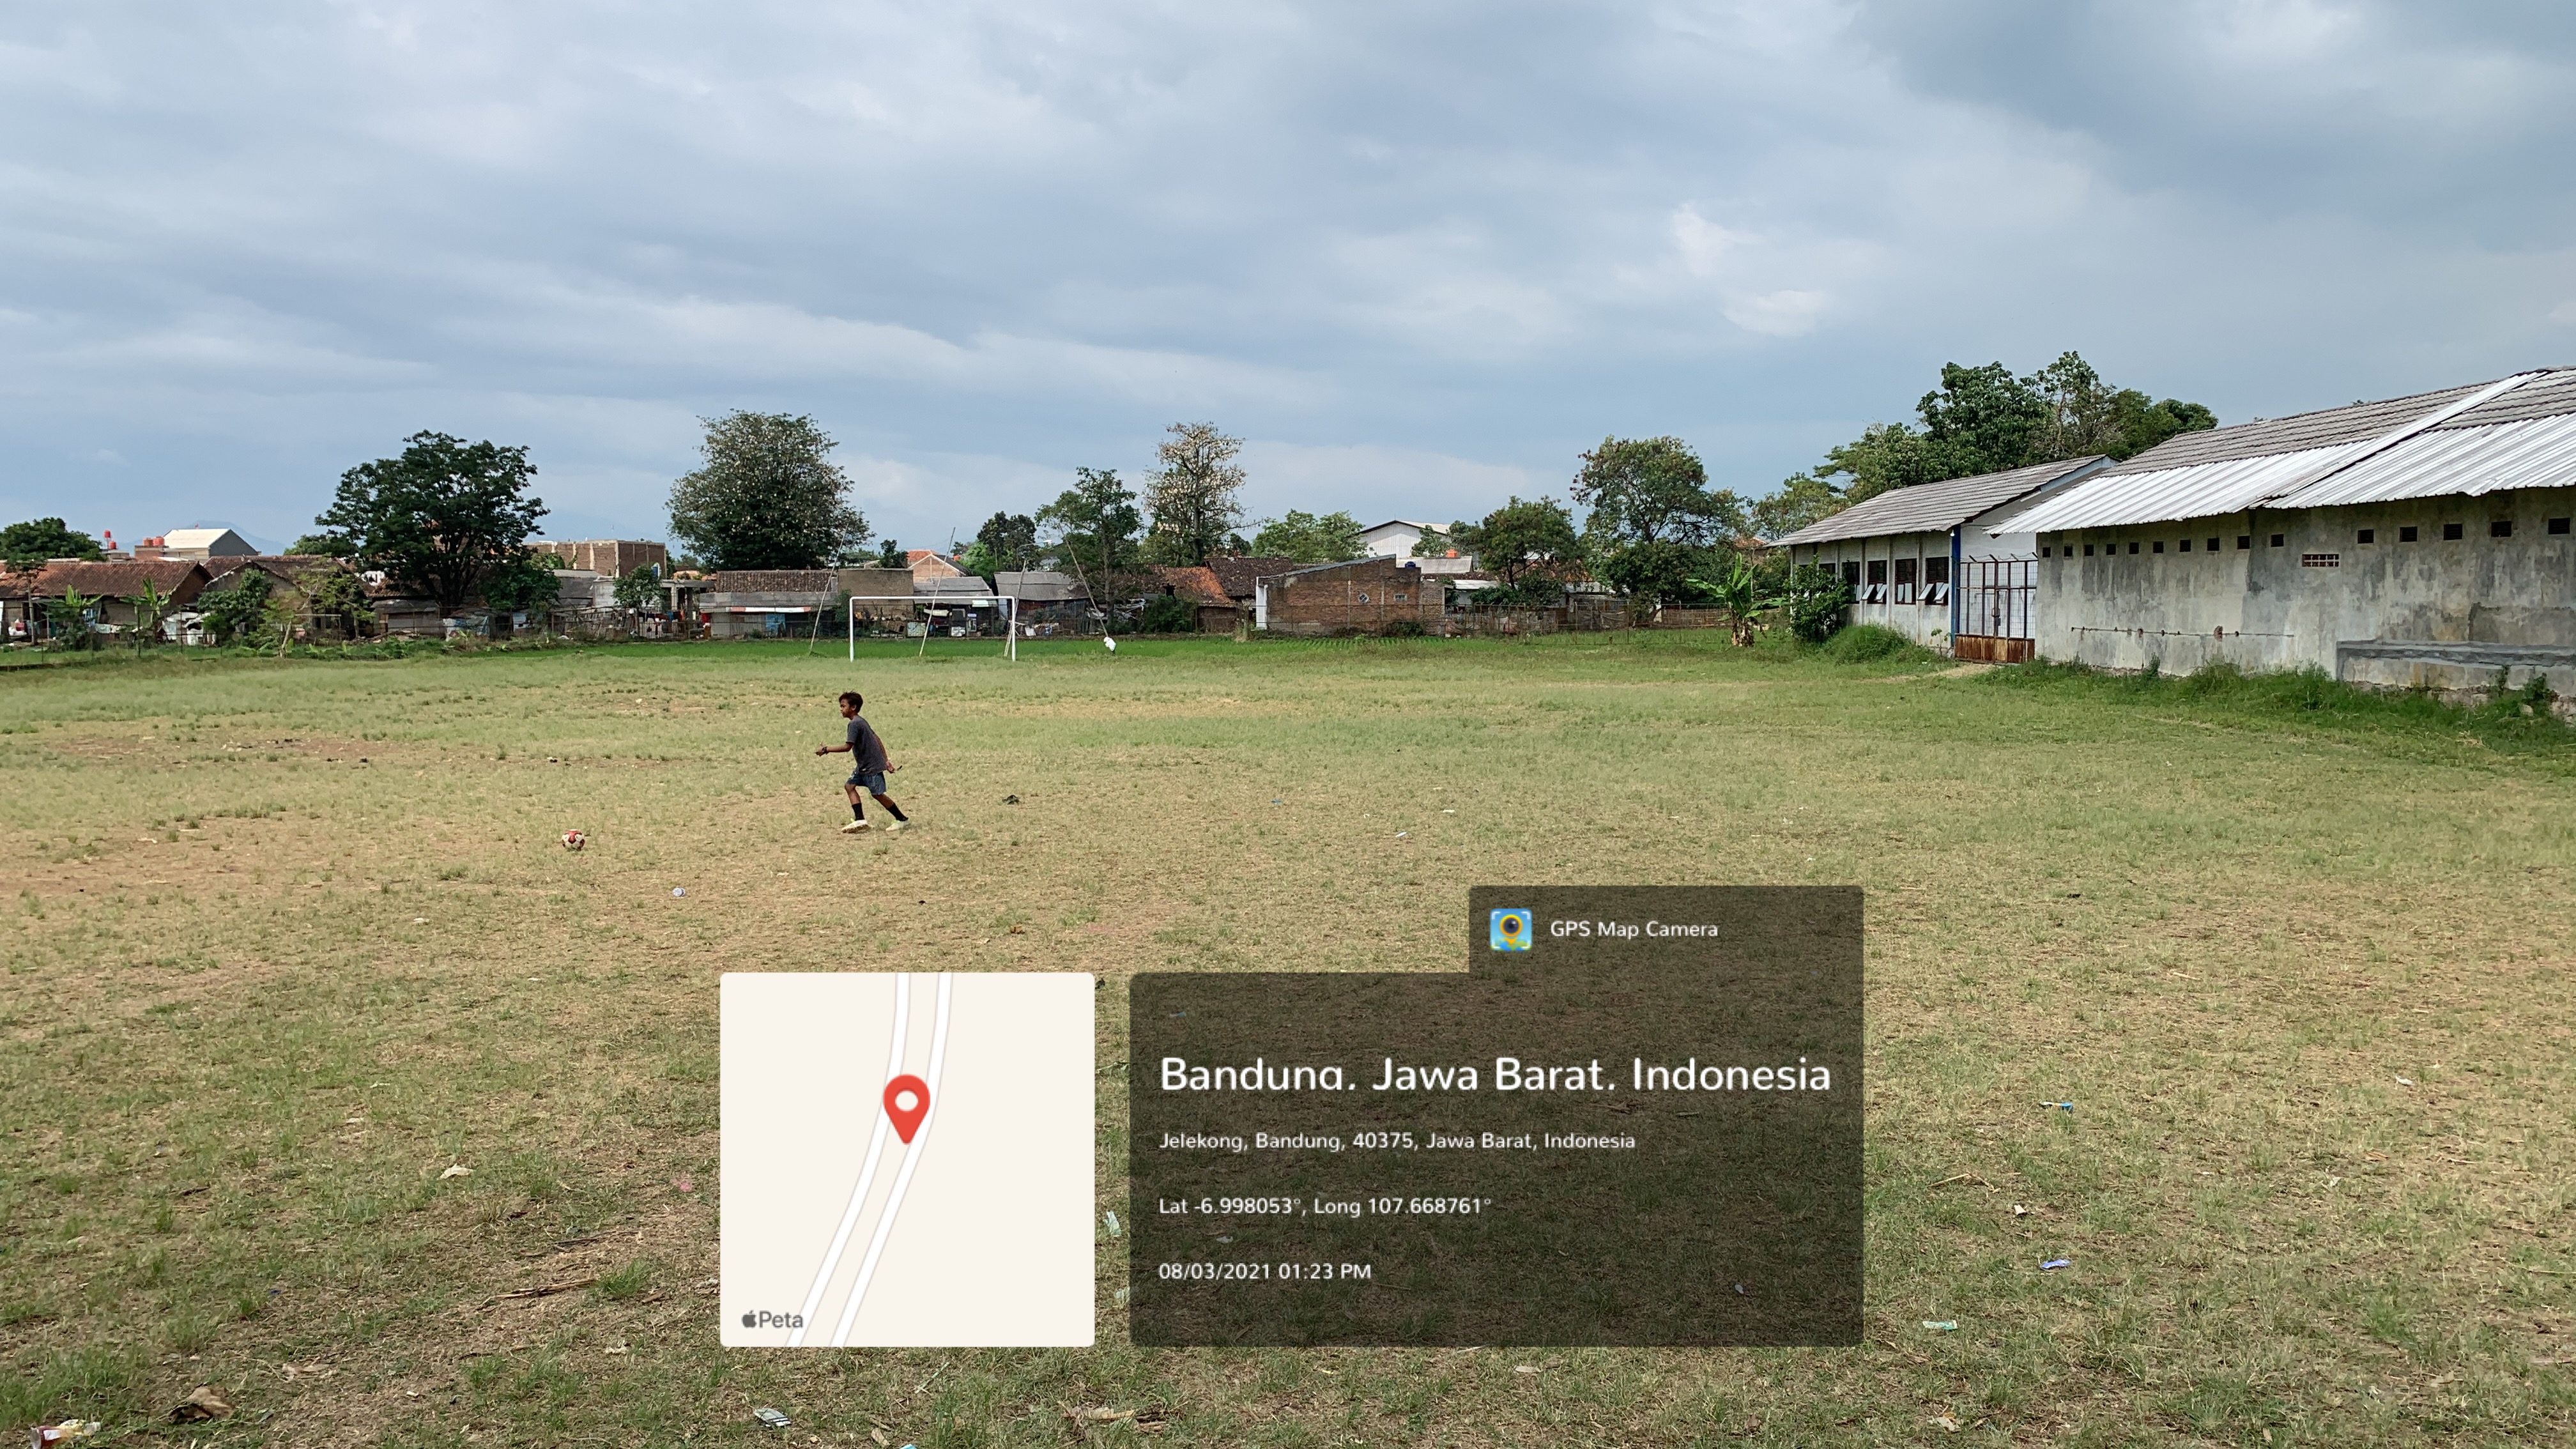 GPS Map Camera
Bandung, Jawa Barat, Indonesia
Jelekong, Bandung, 40375, Jawa Barat, Indonesia
Lat -6.998053°, Long 107.668761°
08/03/2021 01:23 PM
Peta